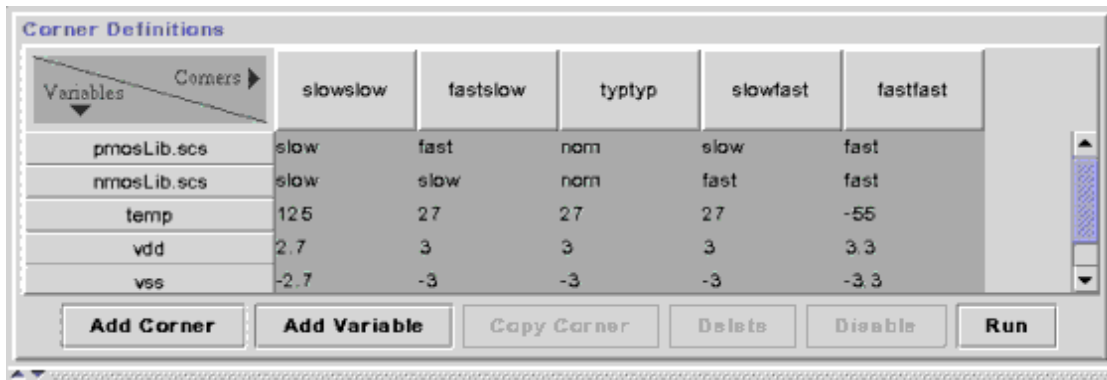 Corner Definitions
Corners
Variables
slowslow fastslow typtyp slowfast fastfast
pmosLib.scs slow fast nom slow fast
nmosLib.scs slow slow nom fast fast
temp 125 27 27 27 -55
vdd 2.7 3 3 3 3.3
vss -2.7 -3 -3 -3 -3.3
Add Corner Add Variable Copy Corner Delete Disable Run